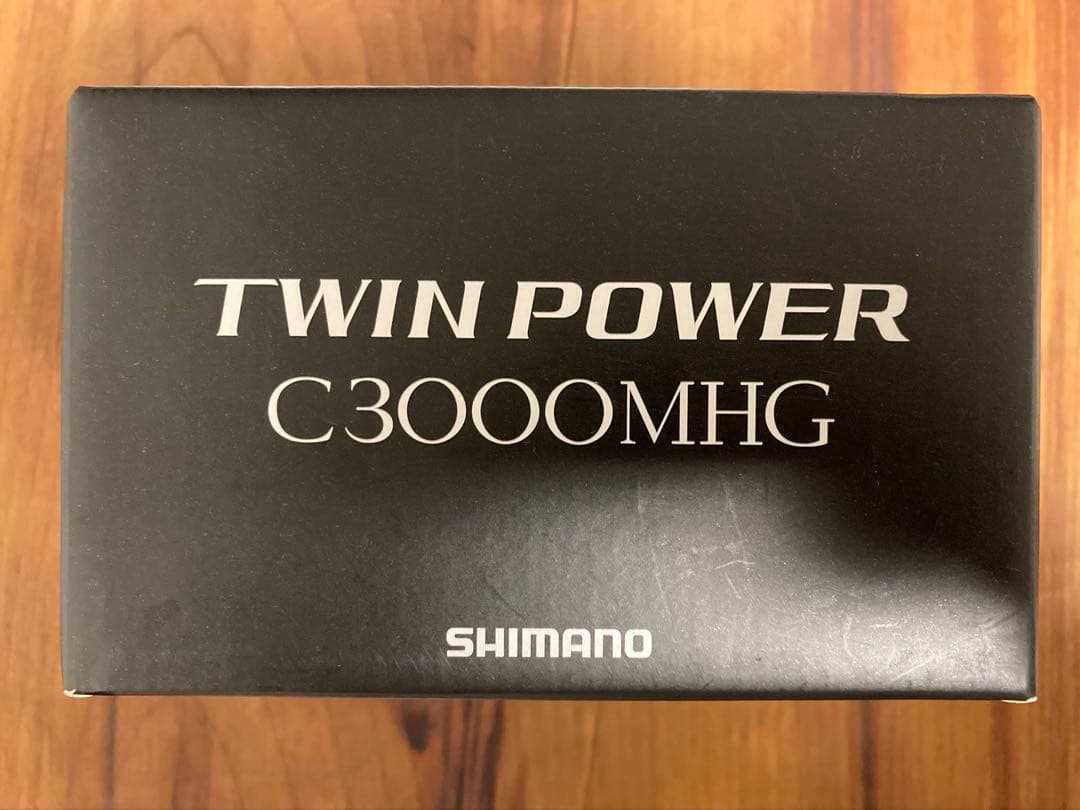 TWIN POWER
C3000MHG
SHIMANO